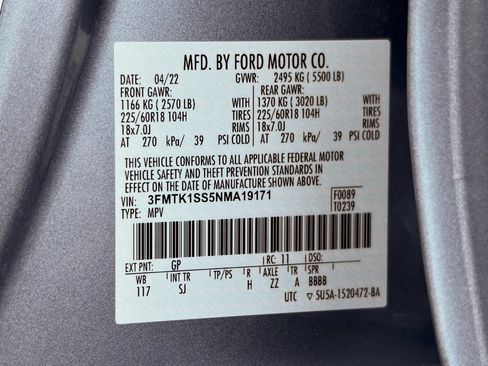 MFD. BY FORD MOTOR CO.
DATE: 04/22 GVWR: 2495 KG ( 5500 LB)
FRONT GAWR: REAR GAWR:
1166 KG ( 2570 LB) WITH 1370 KG ( 3020 LB) WITH
225/60R18 104H TIRES 225/60R18 104H TIRES
18x7.0J RIMS 18x7.0J RIMS
AT 270 kPa/ 39 PSI COLD AT 270 kPa/ 39 PSI COLD
THIS VEHICLE CONFORMS TO ALL APPLICABLE FEDERAL MOTOR
VEHICLE SAFETY AND THEFT PREVENTION STANDARDS IN
EFFECT ON THE DATE OF MANUFACTURE SHOWN ABOVE.
VIN: 3FMTK1SS5NMA19171 F0089
TYPE: MPV T0239
EXT PNT: GP RC: 11 DSO:
WB INT TR TP/PS R AXLE TR SPR
117 SJ H ZZ A BBBB
UTC ▽5U5A-1520472-BA